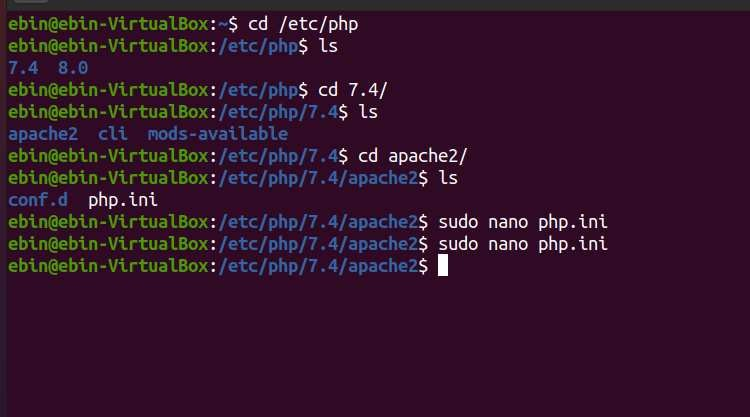 ebin@ebin-VirtualBox:~$ cd /etc/php
ebin@ebin-VirtualBox:/etc/php$ ls
7.4  8.0
ebin@ebin-VirtualBox:/etc/php$ cd 7.4/
ebin@ebin-VirtualBox:/etc/php/7.4$ ls
apache2  cli  mods-available
ebin@ebin-VirtualBox:/etc/php/7.4$ cd apache2/
ebin@ebin-VirtualBox:/etc/php/7.4/apache2$ ls
conf.d  php.ini
ebin@ebin-VirtualBox:/etc/php/7.4/apache2$ sudo nano php.ini
ebin@ebin-VirtualBox:/etc/php/7.4/apache2$ sudo nano php.ini
ebin@ebin-VirtualBox:/etc/php/7.4/apache2$